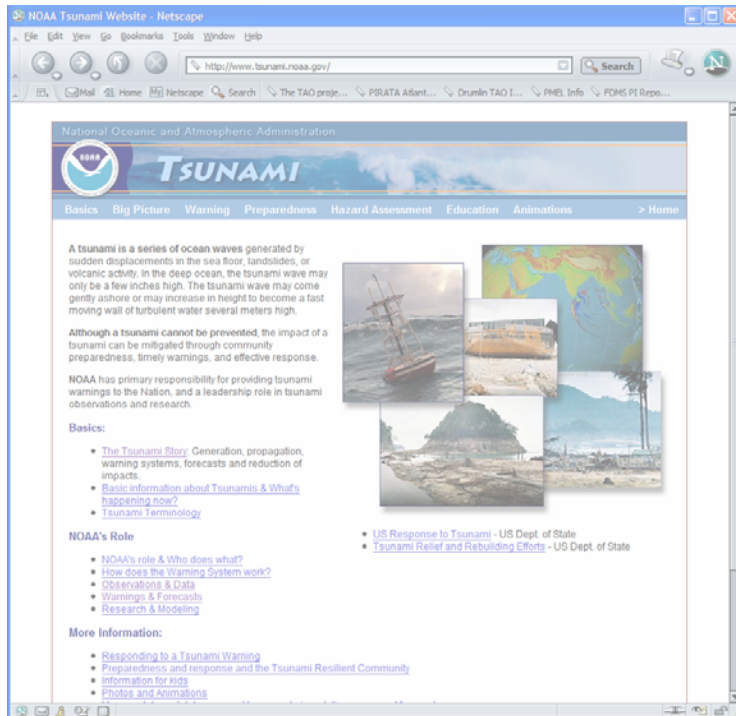 NOAA Tsunami Website - Netscape
File Edit View Go Bookmarks Tools Window Help
http://www.tsunami.noaa.gov/ Search N
Mail Home My Netscape Search The TAO proje... PIRATA Atlant... Drumlin TAO I... PMEL Info FDMS PI Repo...
National Oceanic and Atmospheric Administration
NOAA
TSUNAMI
Basics Big Picture Warning Preparedness Hazard Assessment Education Animations > Home
A tsunami is a series of ocean waves generated by
sudden displacements in the sea floor, landslides, or
volcanic activity. In the deep ocean, the tsunami wave may
only be a few inches high. The tsunami wave may come
gently ashore or may increase in height to become a fast
moving wall of turbulent water several meters high.
Although a tsunami cannot be prevented, the impact of a
tsunami can be mitigated through community
preparedness, timely warnings, and effective response.
NOAA has primary responsibility for providing tsunami
warnings to the Nation, and a leadership role in tsunami
observations and research.
Basics:
The Tsunami Story: Generation, propagation,
warning systems, forecasts and reduction of
impacts.
Basic information about Tsunamis & What's
happening now?
Tsunami Terminology
NOAA's Role
NOAA's role & Who does what?
How does the Warning System work?
Observations & Data
Warnings & Forecasts
Research & Modeling
More Information:
Responding to a Tsunami Warning
Preparedness and response and the Tsunami Resilient Community
Information for kids
Photos and Animations
US Response to Tsunami - US Dept. of State
Tsunami Relief and Rebuilding Efforts - US Dept. of State